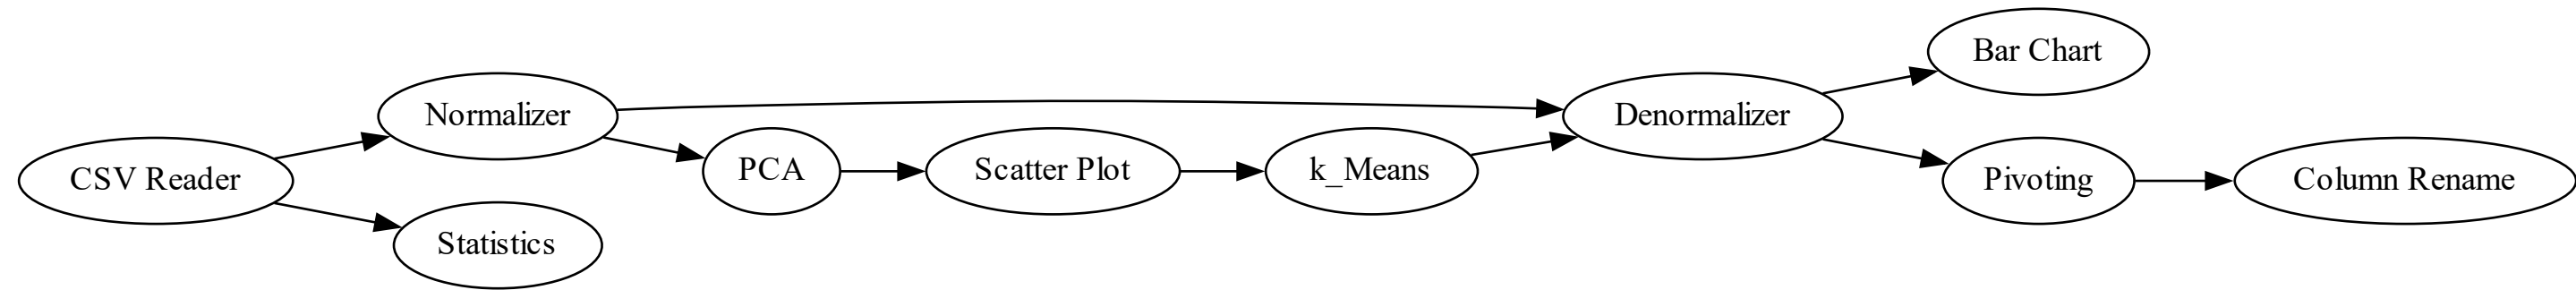 CSV Reader
Normalizer
Statistics
PCA
Scatter Plot
k_Means
Denormalizer
Bar Chart
Pivoting
Column Rename